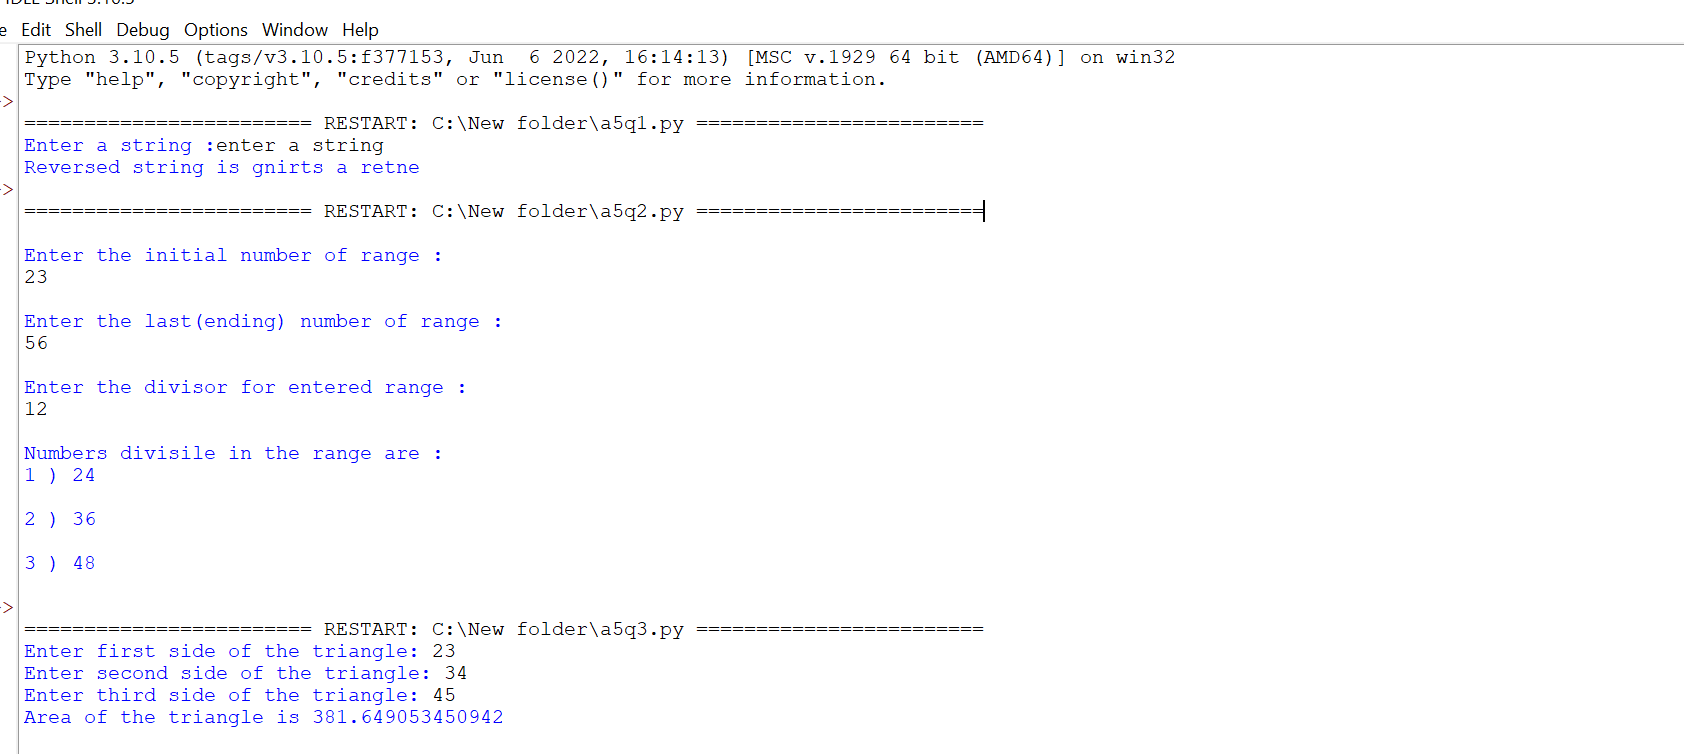 Edit Shell Debug Options Window Help
Python 3.10.5 (tags/v3.10.5:f377153, Jun  6 2022, 16:14:13) [MSC v.1929 64 bit (AMD64)] on win32
Type "help", "copyright", "credits" or "license()" for more information.
>
======================== RESTART: C:\New folder\a5q1.py ========================
Enter a string :enter a string
Reversed string is gnirts a retne
>
======================== RESTART: C:\New folder\a5q2.py ========================
Enter the initial number of range :
23
Enter the last(ending) number of range :
56
Enter the divisor for entered range :
12
Numbers divisile in the range are :
1 ) 24
2 ) 36
3 ) 48
>
======================== RESTART: C:\New folder\a5q3.py ========================
Enter first side of the triangle: 23
Enter second side of the triangle: 34
Enter third side of the triangle: 45
Area of the triangle is 381.649053450942